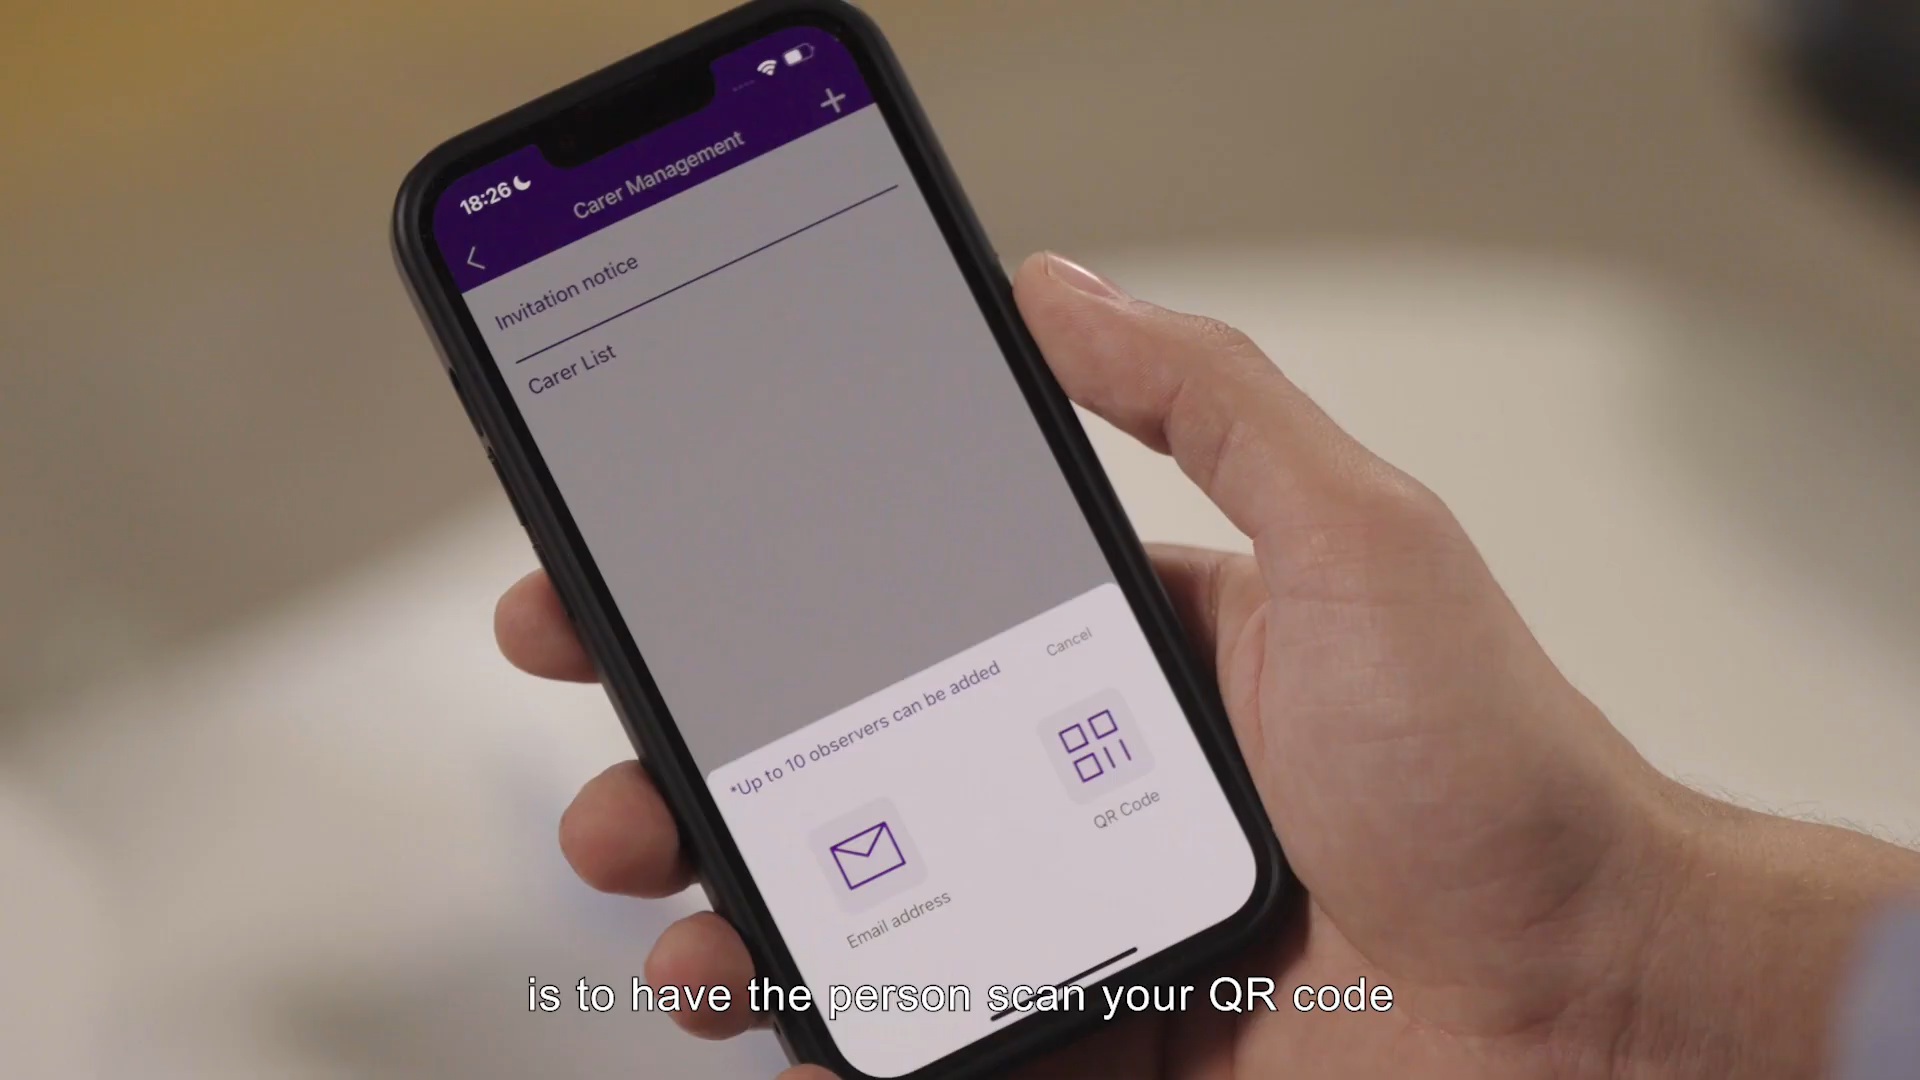 18:26
Carer Management
Invitation notice
Carer List
Cancel
*Up to 10 observers can be added
QR Code
Email address
is to have the person scan your QR code